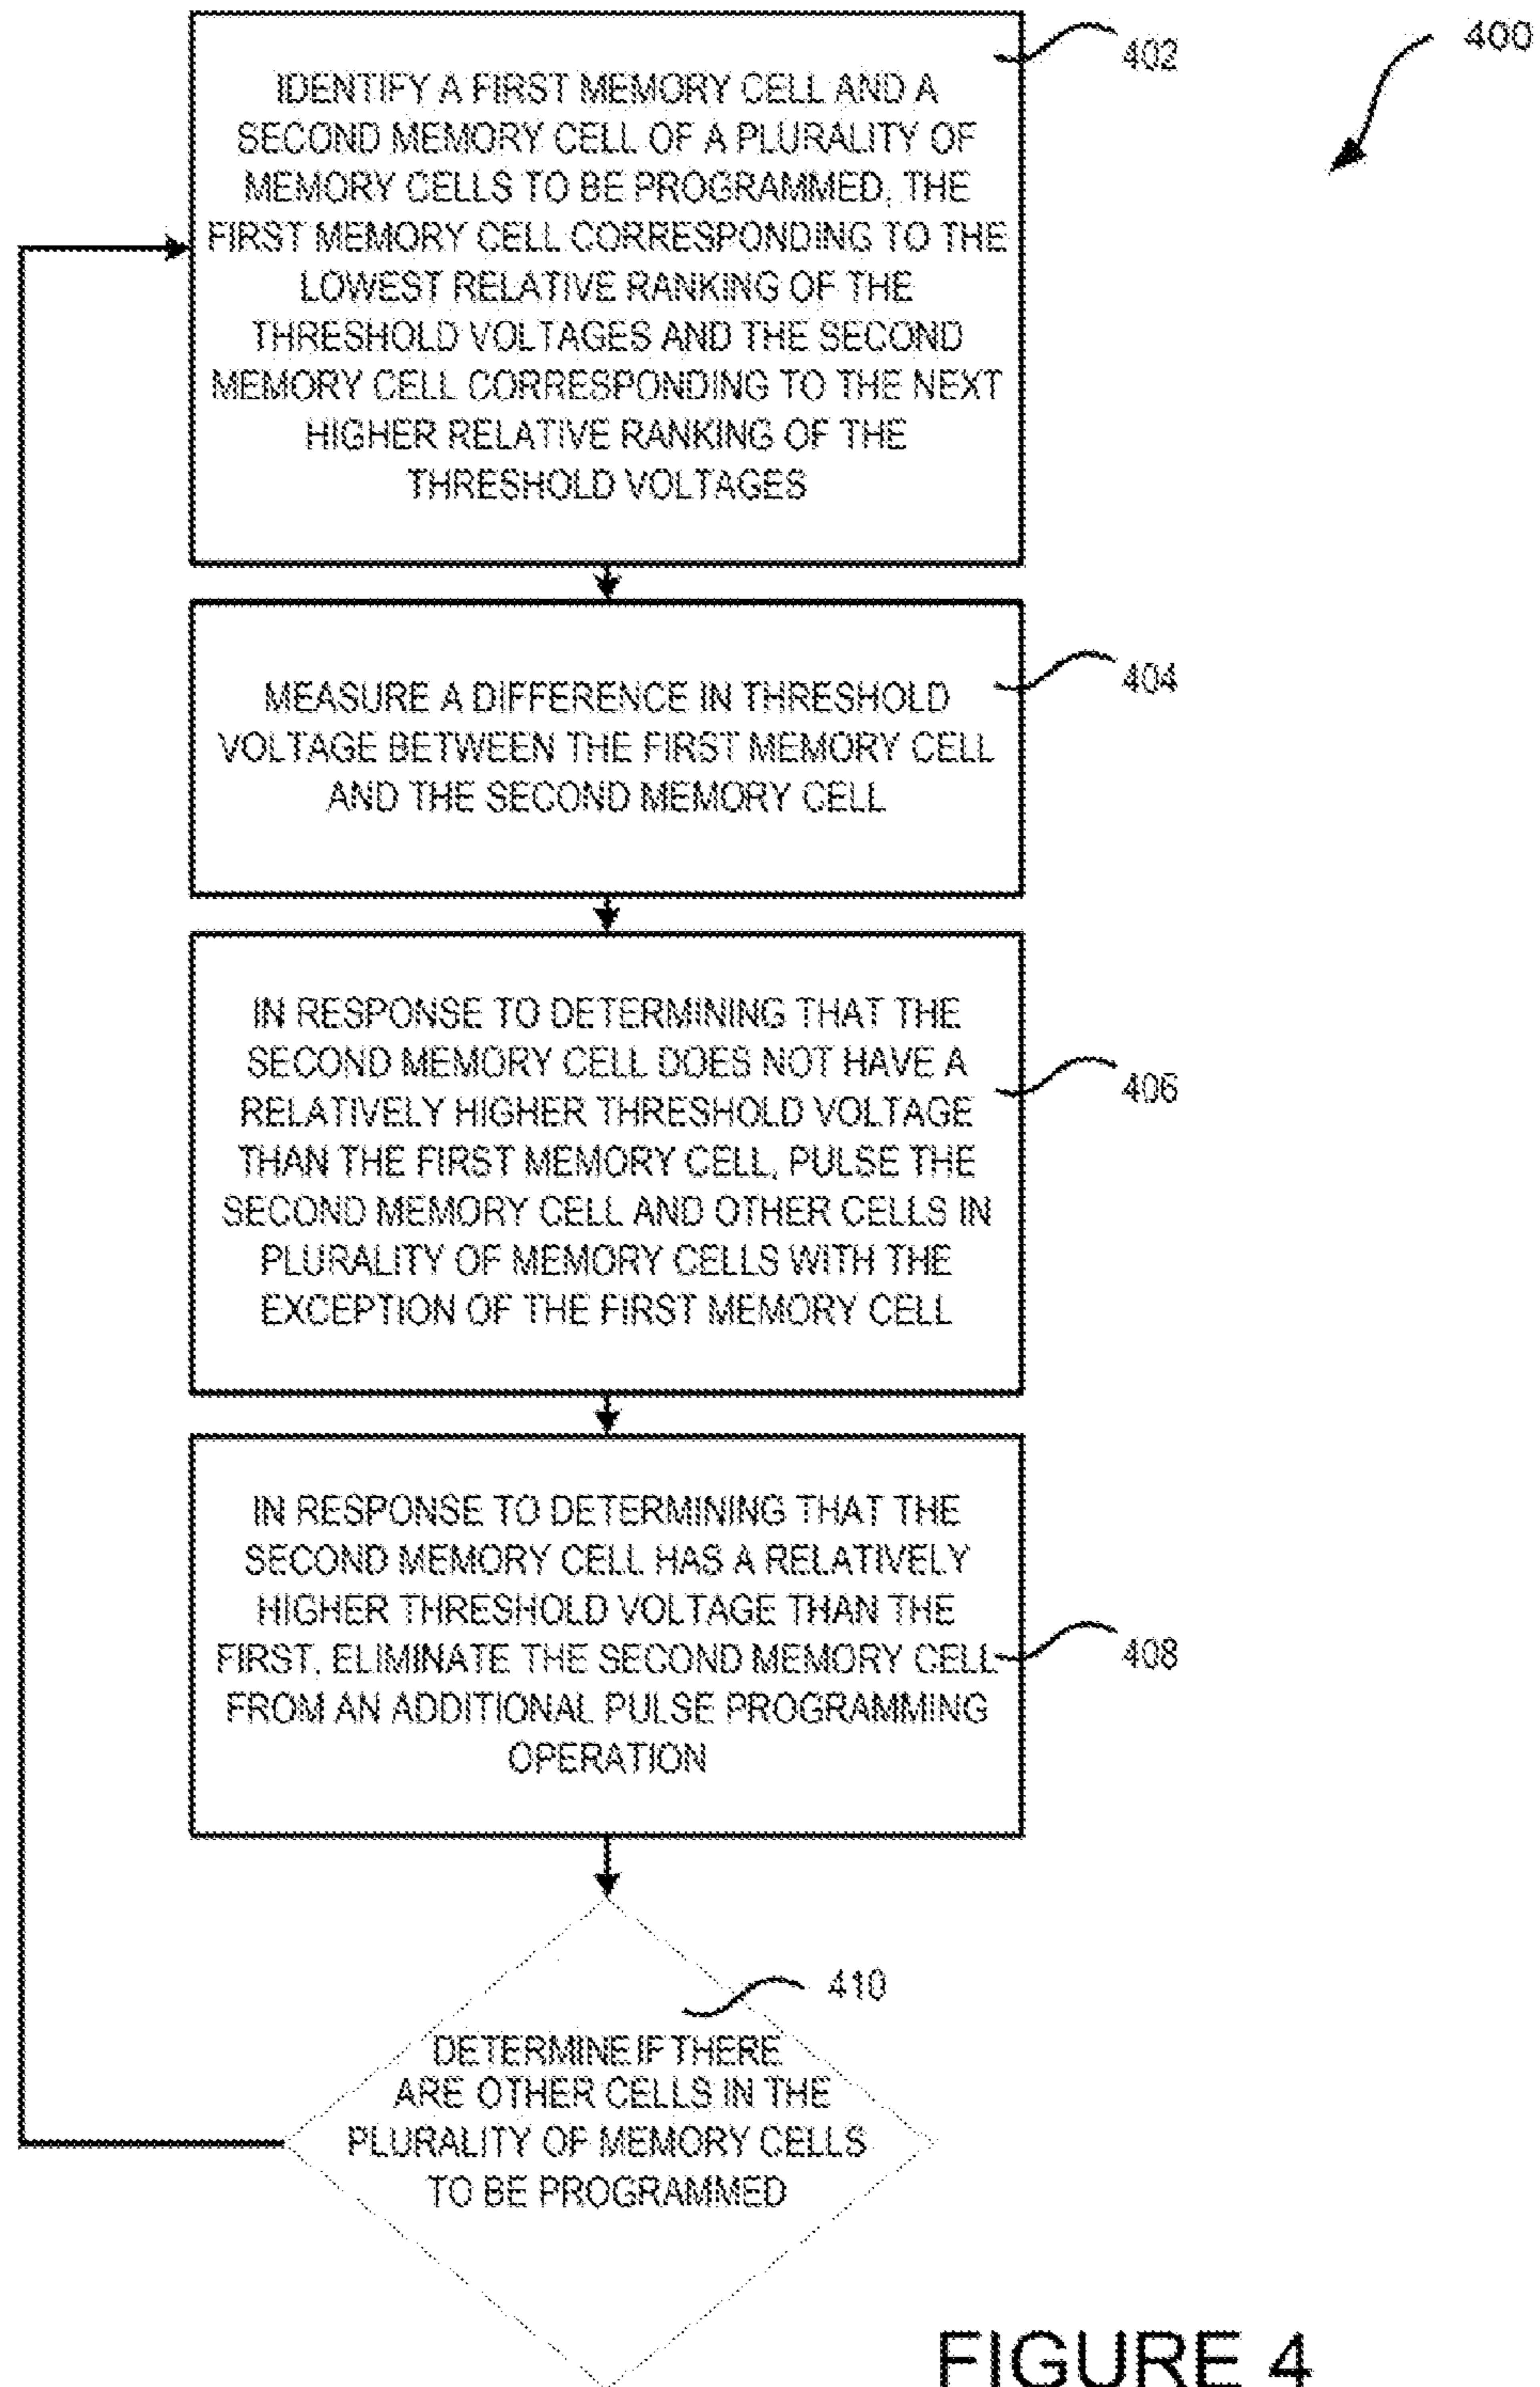 400
402
IDENTIFY A FIRST MEMORY CELL AND A
SECOND MEMORY CELL OF A PLURALITY OF
MEMORY CELLS TO BE PROGRAMMED, THE
FIRST MEMORY CELL CORRESPONDING TO THE
LOWEST RELATIVE RANKING OF THE
THRESHOLD VOLTAGES AND THE SECOND
MEMORY CELL CORRESPONDING TO THE NEXT
HIGHER RELATIVE RANKING OF THE
THRESHOLD VOLTAGES
404
MEASURE A DIFFERENCE IN THRESHOLD
VOLTAGE BETWEEN THE FIRST MEMORY CELL
AND THE SECOND MEMORY CELL
406
IN RESPONSE TO DETERMINING THAT THE
SECOND MEMORY CELL DOES NOT HAVE A
RELATIVELY HIGHER THRESHOLD VOLTAGE
THAN THE FIRST MEMORY CELL, PULSE THE
SECOND MEMORY CELL AND OTHER CELLS IN
PLURALITY OF MEMORY CELLS WITH THE
EXCEPTION OF THE FIRST MEMORY CELL
408
IN RESPONSE TO DETERMINING THAT THE
SECOND MEMORY CELL HAS A RELATIVELY
HIGHER THRESHOLD VOLTAGE THAN THE
FIRST, ELIMINATE THE SECOND MEMORY CELL
FROM AN ADDITIONAL PULSE PROGRAMMING
OPERATION
410
DETERMINE IF THERE
ARE OTHER CELLS IN THE
PLURALITY OF MEMORY CELLS
TO BE PROGRAMMED
FIGURE 4